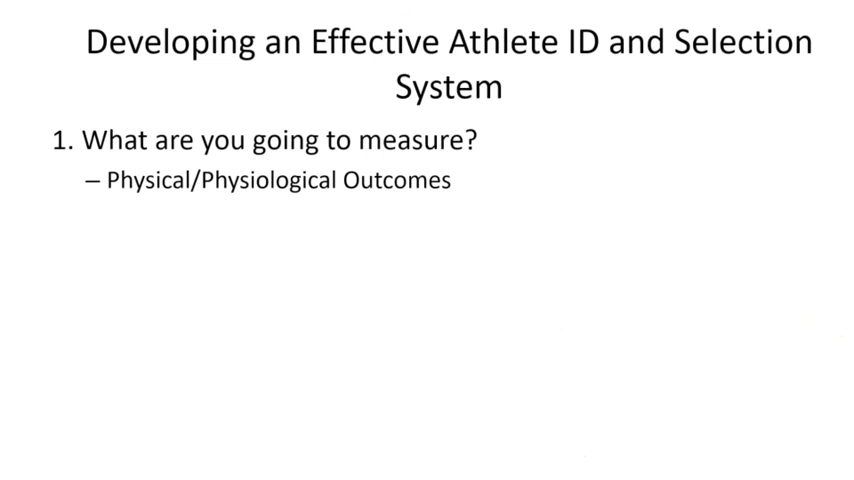 Developing an Effective Athlete ID and Selection
System
1. What are you going to measure?
– Physical/Physiological Outcomes